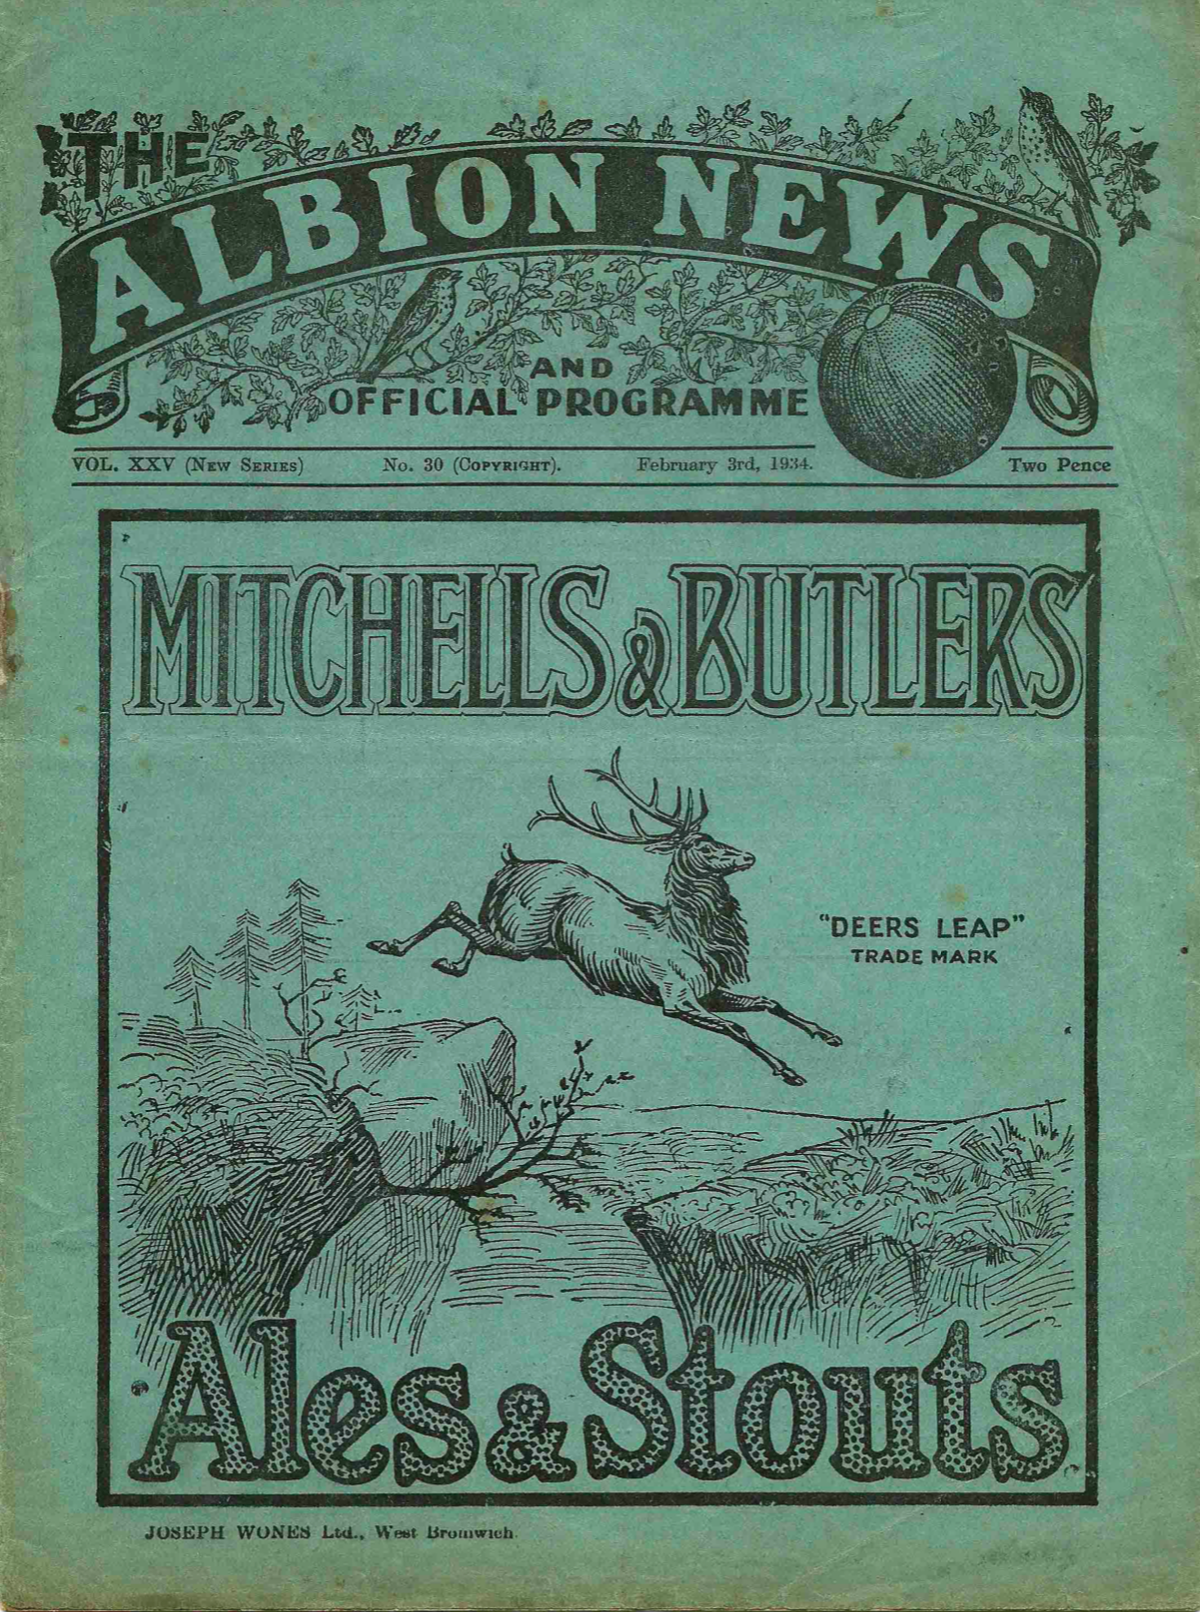 THE
ALBION NEWS
AND
OFFICIAL PROGRAMME
VOL. XXV (NEW SERIES) No. 30 (COPYRIGHT). February 3rd, 1934. Two Pence
MITCHELLS & BUTLERS
"DEERS LEAP"
TRADE MARK
Ales & Stouts
JOSEPH WONES Ltd., West Bromwich.